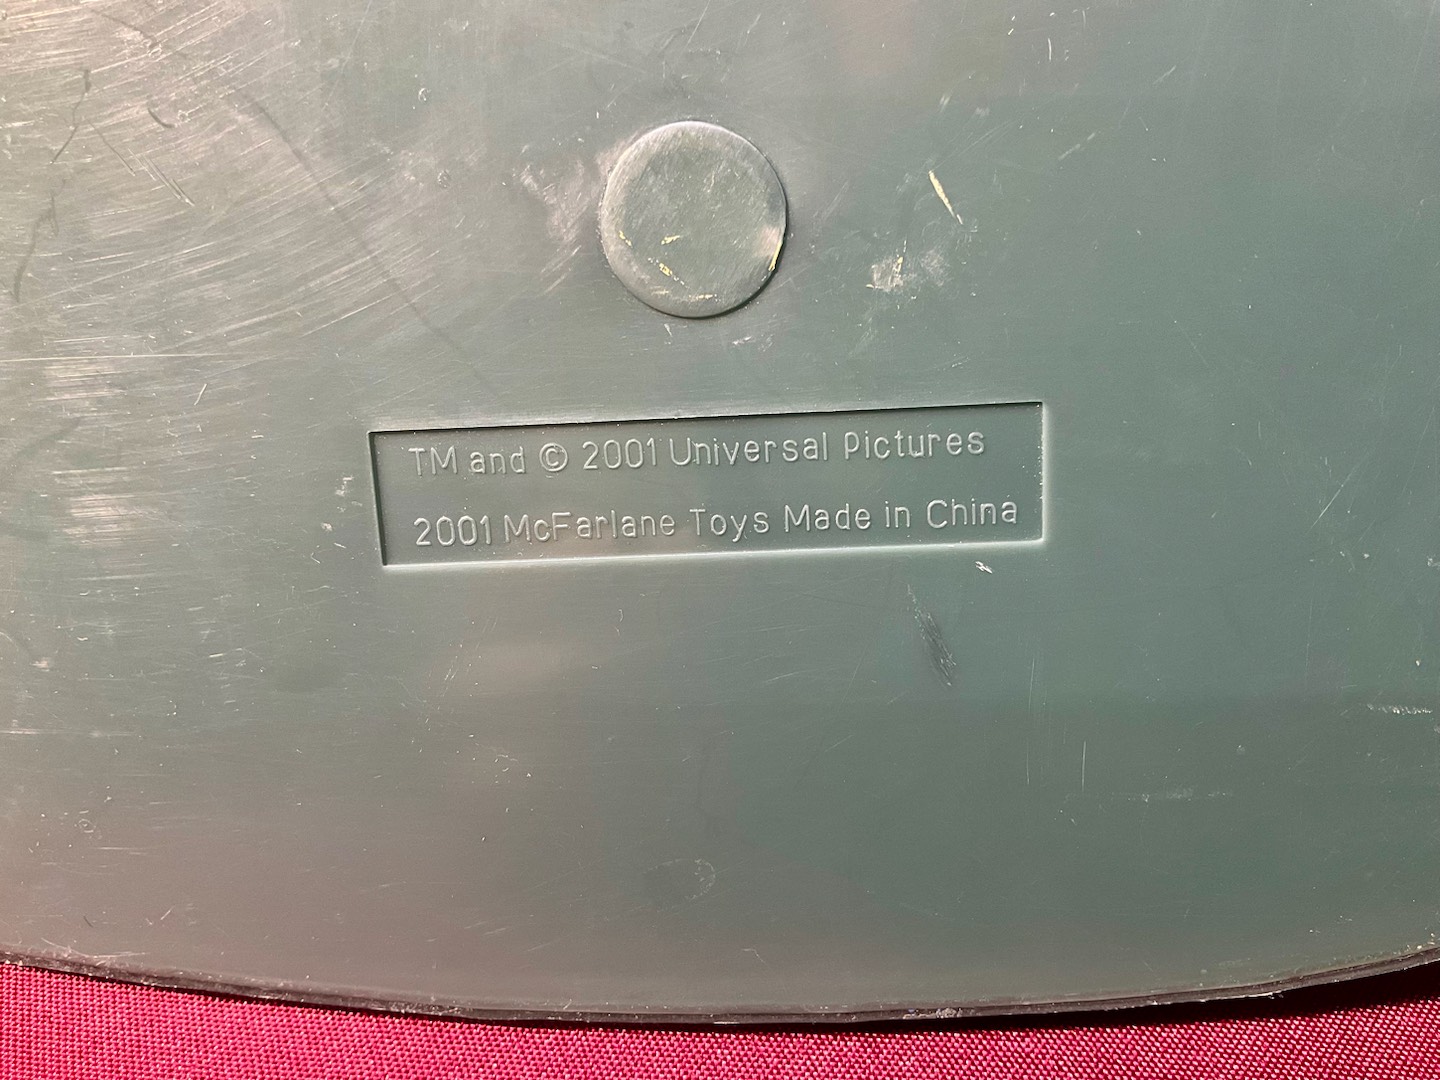 TM and © 2001 Universal Pictures
2001 McFarlane Toys Made in China